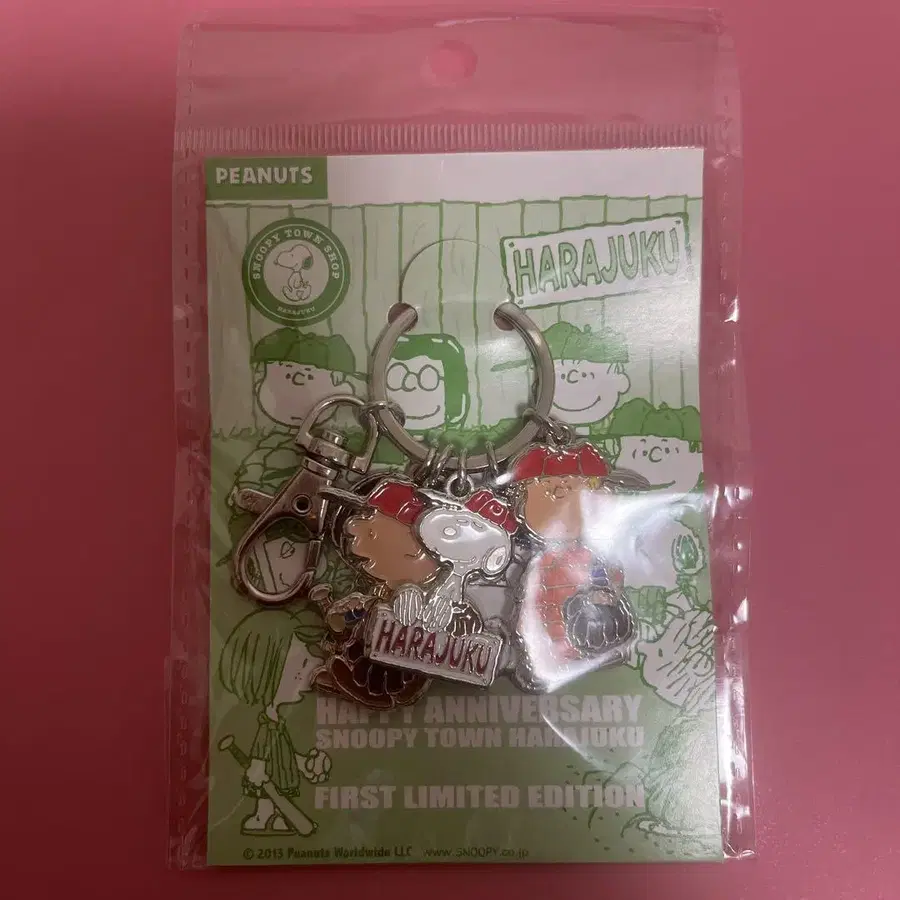 PEANUTS
SNOOPY TOWN SHOP
HARAJUKU
HARAJUKU
HARAJUKU
HAPPY ANNIVERSARY
SNOOPY TOWN HARAJUKU
FIRST LIMITED EDITION
© 2013 Peanuts Worldwide LLC www.SNOOPY.co.jp